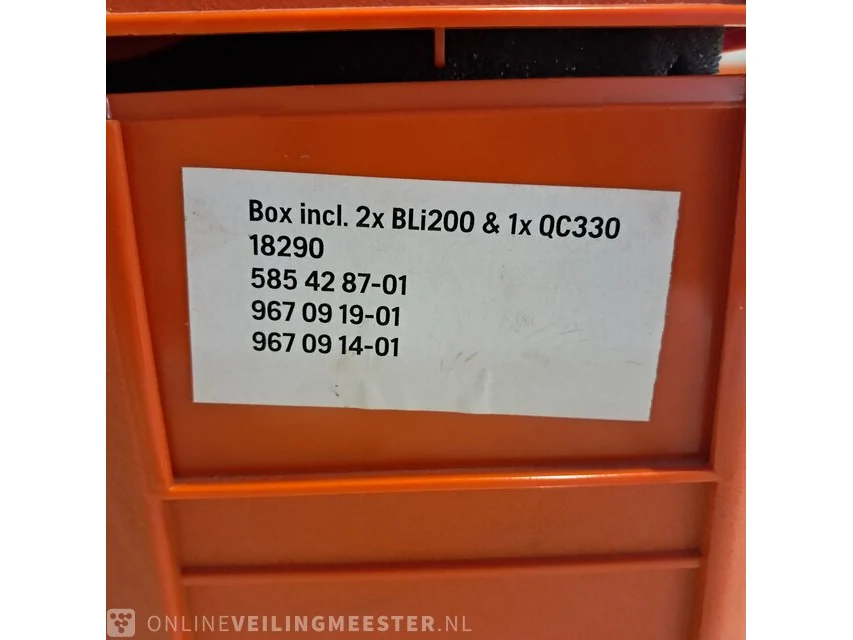 Box incl. 2x BLi200 & 1x QC330
18290
585 42 87-01
967 09 19-01
967 09 14-01
ONLINEVEILINGMEESTER.NL